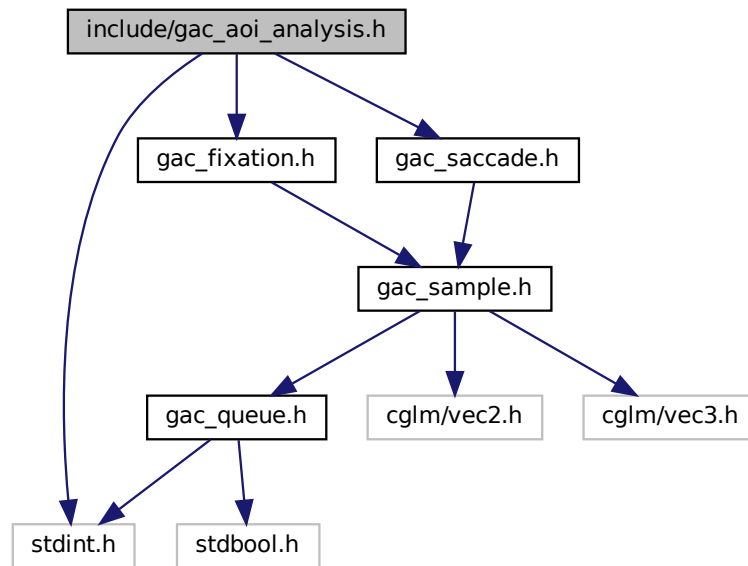 include/gac_aoi_analysis.h
gac_fixation.h
gac_saccade.h
gac_sample.h
gac_queue.h
cglm/vec2.h
cglm/vec3.h
stdint.h
stdbool.h